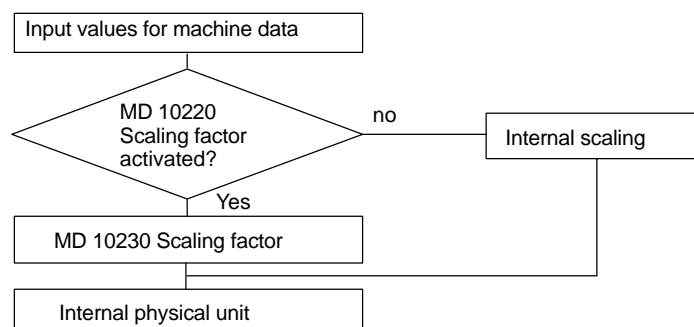 Input values for machine data
MD 10220
Scaling factor
activated?
no
Internal scaling
Yes
MD 10230 Scaling factor
Internal physical unit